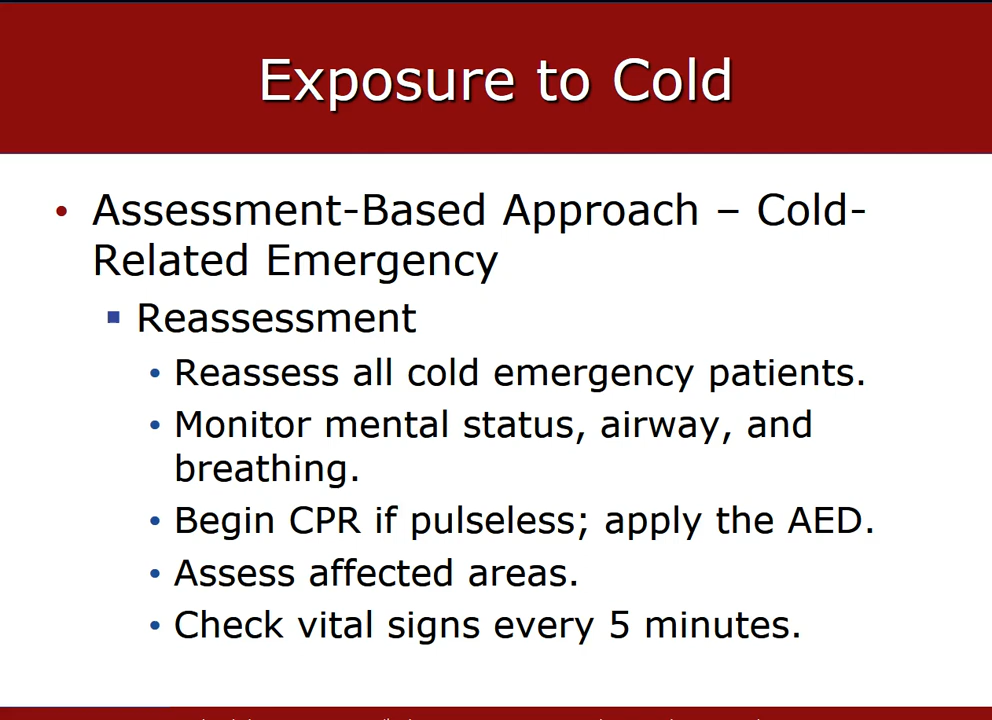 Exposure to Cold
• Assessment-Based Approach – Cold-
Related Emergency
▪ Reassessment
• Reassess all cold emergency patients.
• Monitor mental status, airway, and
breathing.
• Begin CPR if pulseless; apply the AED.
• Assess affected areas.
• Check vital signs every 5 minutes.